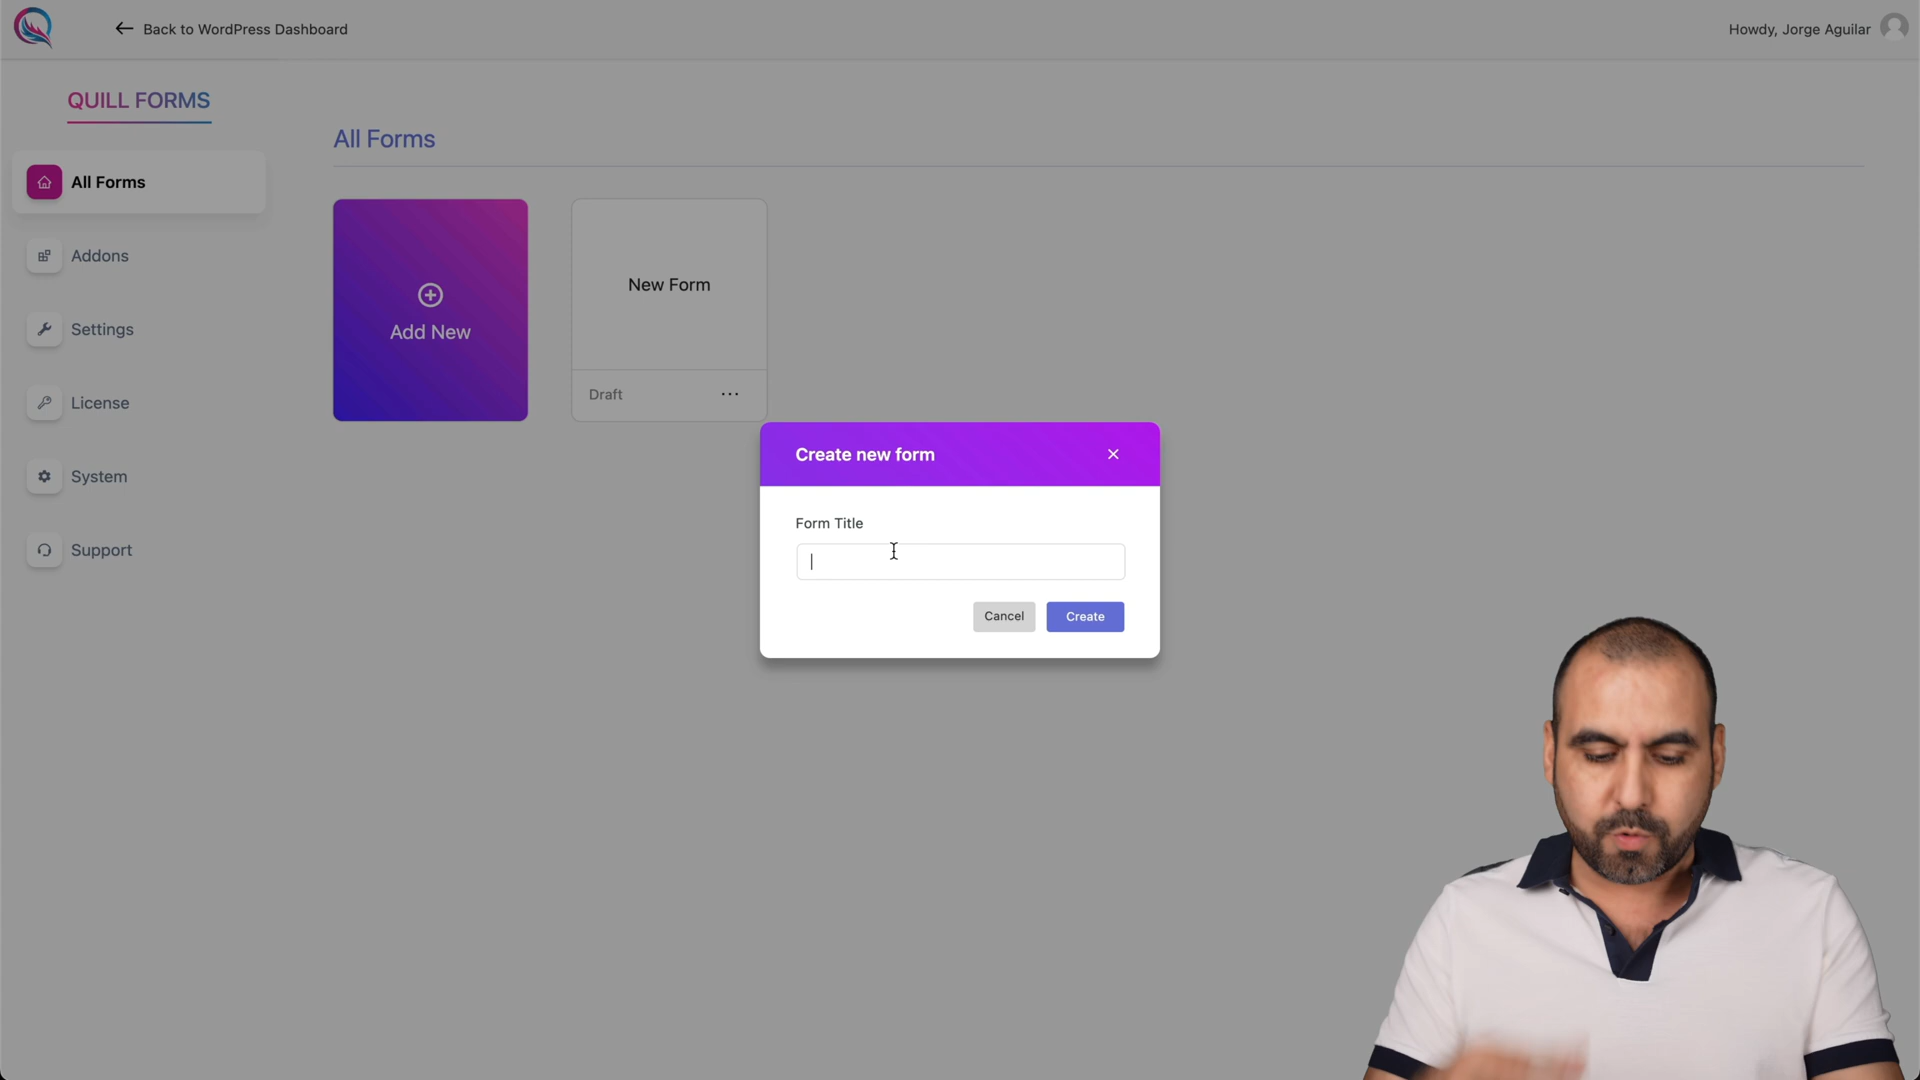 Back to WordPress Dashboard
Howdy, Jorge Aguilar
QUILL FORMS
All Forms
All Forms
Addons
Settings
License
System
Support
Add New
New Form
Draft
Create new form
Form Title
Cancel
Create